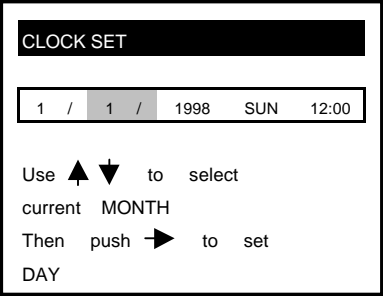 CLOCK SET
1 / 1 / 1998 SUN 12:00
Use ▲ ▼ to select
current MONTH
Then push → to set
DAY